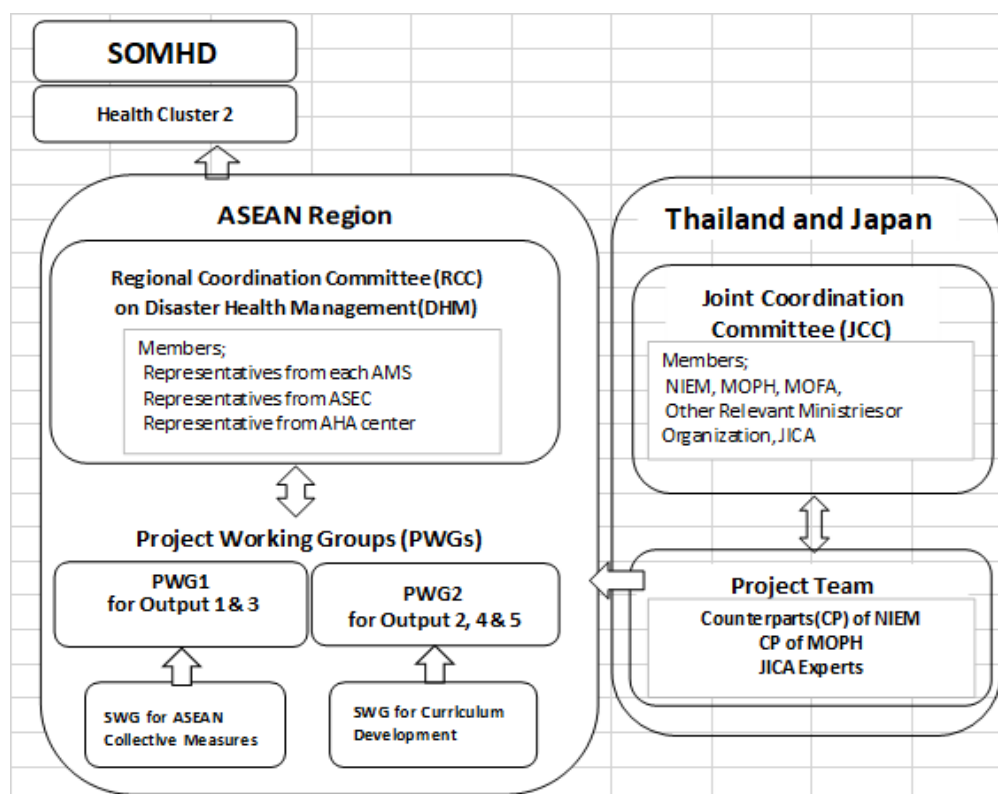 SOMHD
Health Cluster 2
ASEAN Region
Regional Coordination Committee (RCC)
on Disaster Health Management(DHM)
Members;
Representatives from each AMS
Representatives from ASEC
Representative from AHA center
Project Working Groups (PWGs)
PWG1
for Output 1 & 3
PWG2
for Output 2, 4 & 5
SWG for ASEAN
Collective Measures
SWG for Curriculum
Development
Thailand and Japan
Joint Coordination
Committee (JCC)
Members;
NIEM, MOPH, MOFA,
Other Relevant Ministries or
Organization, JICA
Project Team
Counterparts(CP) of NIEM
CP of MOPH
JICA Experts